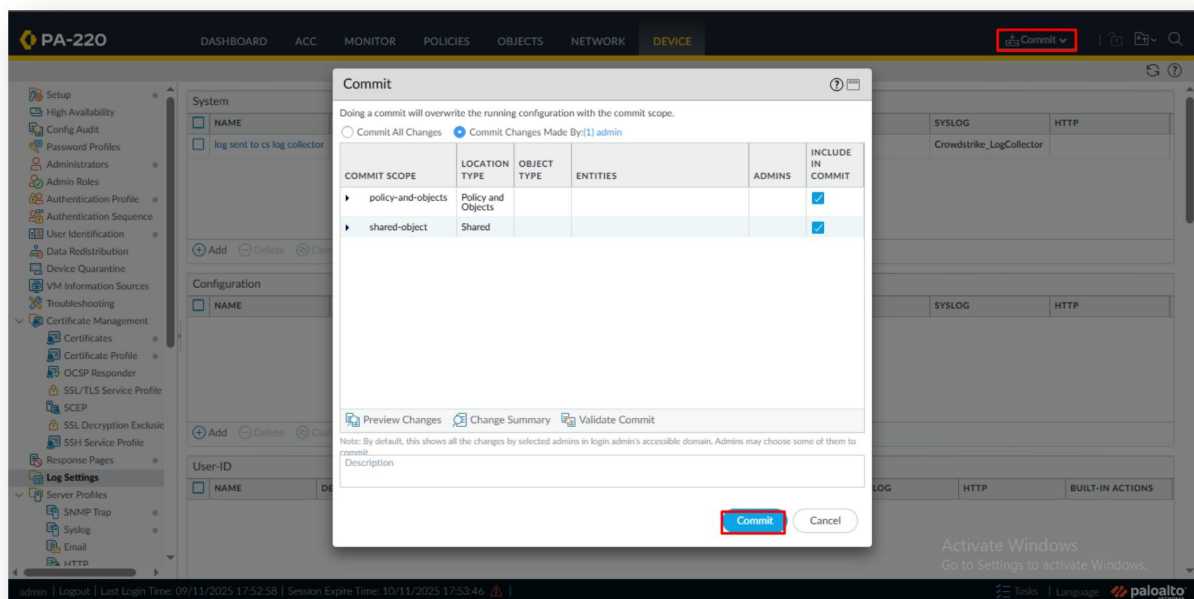 PA-220
DASHBOARD ACC MONITOR POLICIES OBJECTS NETWORK DEVICE
Commit
Setup
High Availability
Config Audit
Password Profiles
Administrators
Admin Roles
Authentication Profile
Authentication Sequence
User Identification
Data Redistribution
Device Quarantine
VM Information Sources
Troubleshooting
Certificate Management
Certificates
Certificate Profile
OCSP Responder
SSL/TLS Service Profile
SCEP
SSL Decryption Exclusio
SSH Service Profile
Response Pages
Log Settings
Server Profiles
SNMP Trap
Syslog
Email
HTTP
System
NAME SYSLOG HTTP
log sent to cs log collector Crowdstrike_LogCollector
Add Delete Clon
Configuration
NAME SYSLOG HTTP
Add Delete Clon
User-ID
NAME DE LOG HTTP BUILT-IN ACTIONS
Commit
Doing a commit will overwrite the running configuration with the commit scope.
Commit All Changes Commit Changes Made By:(1) admin
COMMIT SCOPE LOCATION TYPE OBJECT TYPE ENTITIES ADMINS INCLUDE IN COMMIT
policy-and-objects Policy and Objects
shared-object Shared
Preview Changes Change Summary Validate Commit
Note: By default, this shows all the changes by selected admins in login admin's accessible domain. Admins may choose some of them to
commit
Description
Commit Cancel
Activate Windows
Go to Settings to activate Windows.
admin | Logout | Last Login Time: 09/11/2025 17:52:58 | Session Expire Time: 10/11/2025 17:53:46 |
Tasks | Language paloalto